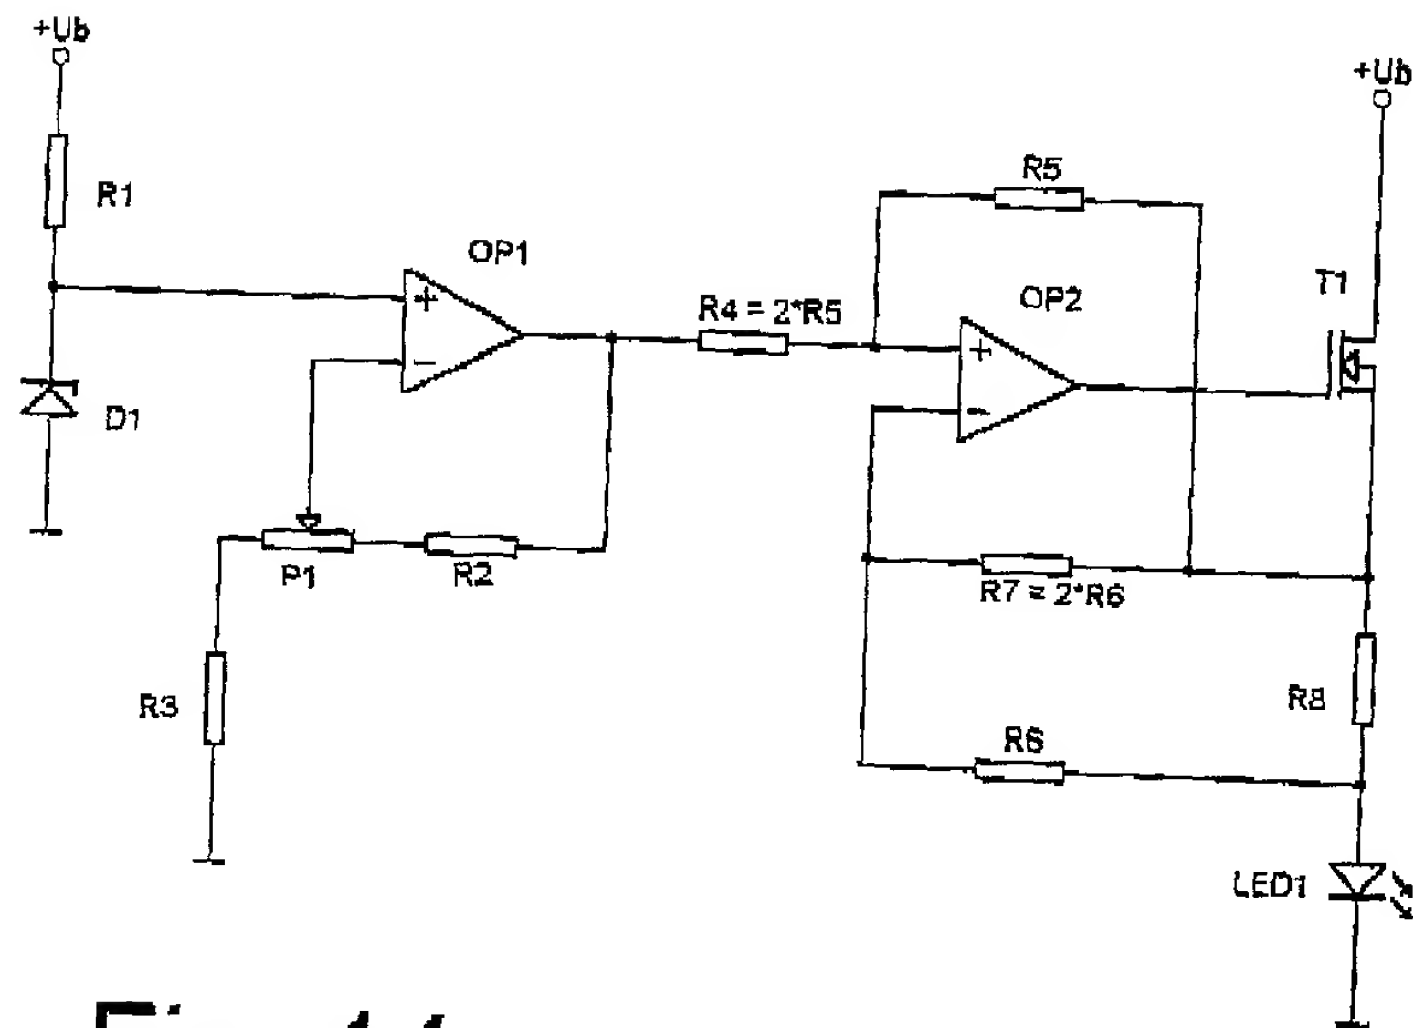 +Ub
+Ub
R1
R5
OP1
T1
OP2
R4 = 2*R5
D1
+
-
+
-
P1
R2
R7 = 2*R6
R3
R8
R6
LED1